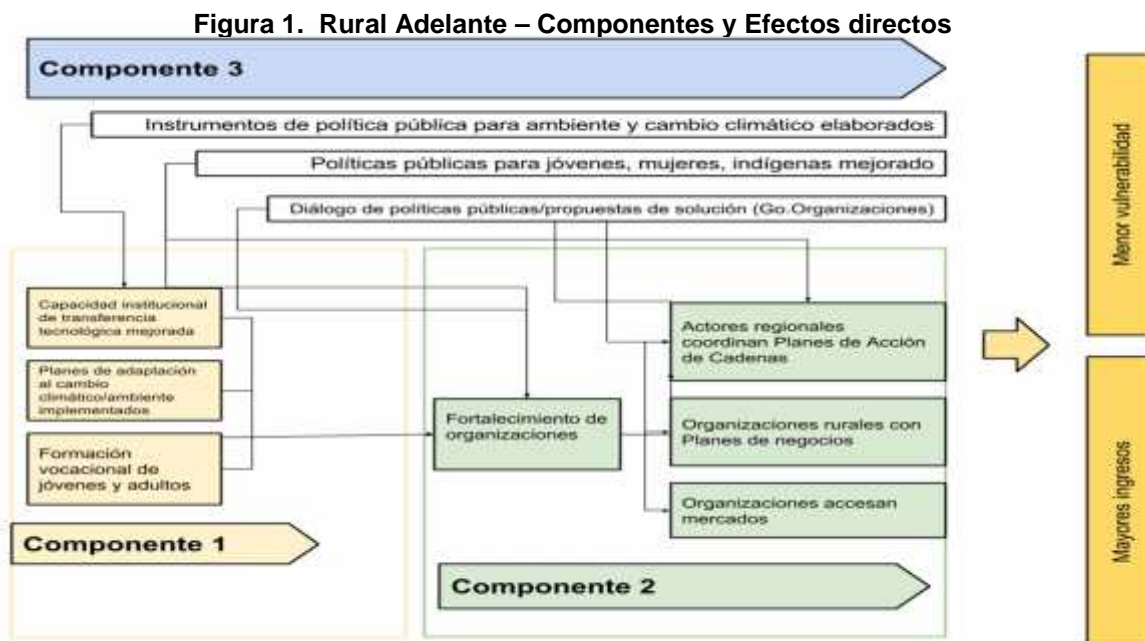 Figura 1. Rural Adelante – Componentes y Efectos directos
Componente 3
Instrumentos de política pública para ambiente y cambio climático elaborados
Políticas públicas para jóvenes, mujeres, indígenas mejorado
Diálogo de políticas públicas/propuestas de solución (Go.Organizaciones)
Capacidad institucional
de transferencia
tecnológica mejorada
Planes de adaptación
al cambio
climático/ambiente
implementados
Formación
vocacional de
jóvenes y adultos
Componente 1
Fortalecimiento de
organizaciones
Actores regionales
coordinan Planes de Acción
de Cadenas
Organizaciones rurales con
Planes de negocios
Organizaciones accesan
mercados
Componente 2
Menor vulnerabilidad
Mayores ingresos